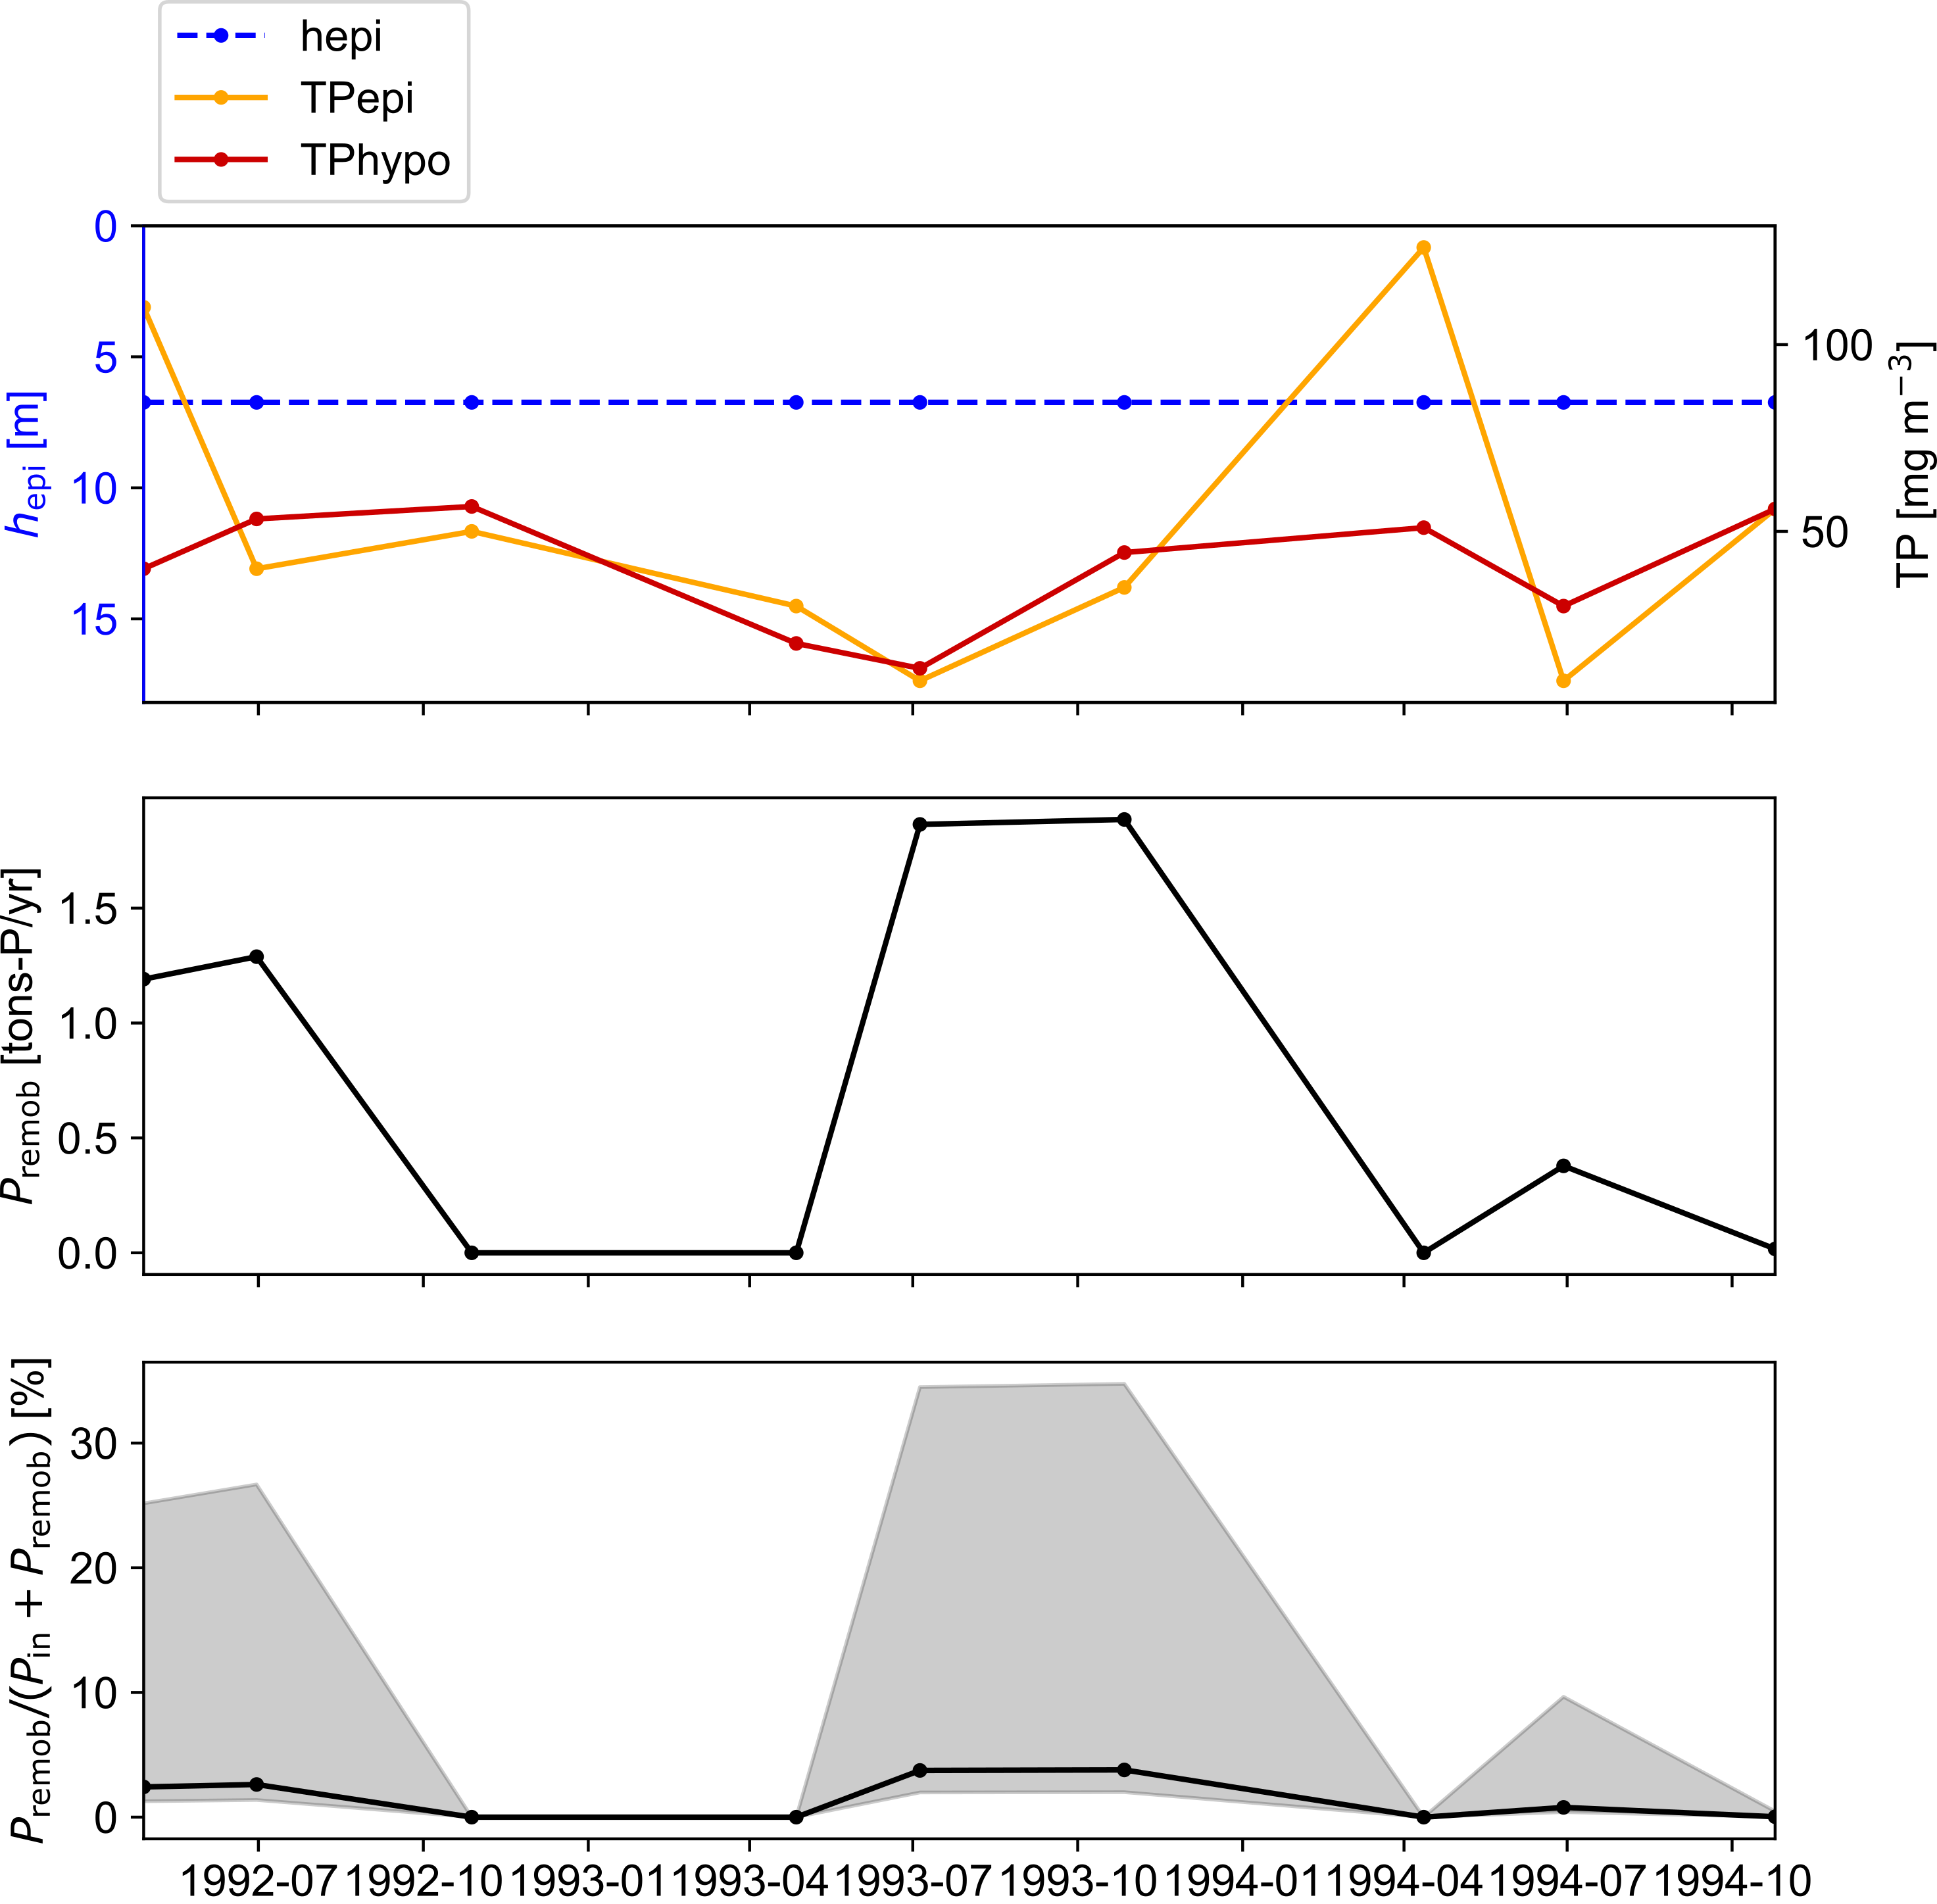 hepi
TPepi
TPhypo
0
5
10
15
hepi [m]
100
50
TP [mg m−3]
1.5
1.0
0.5
0.0
Premob [tons-P/yr]
30
20
10
0
Premob/(Pin + Premob) [%]
1992-07 1992-10 1993-01 1993-04 1993-07 1993-10 1994-01 1994-04 1994-07 1994-10